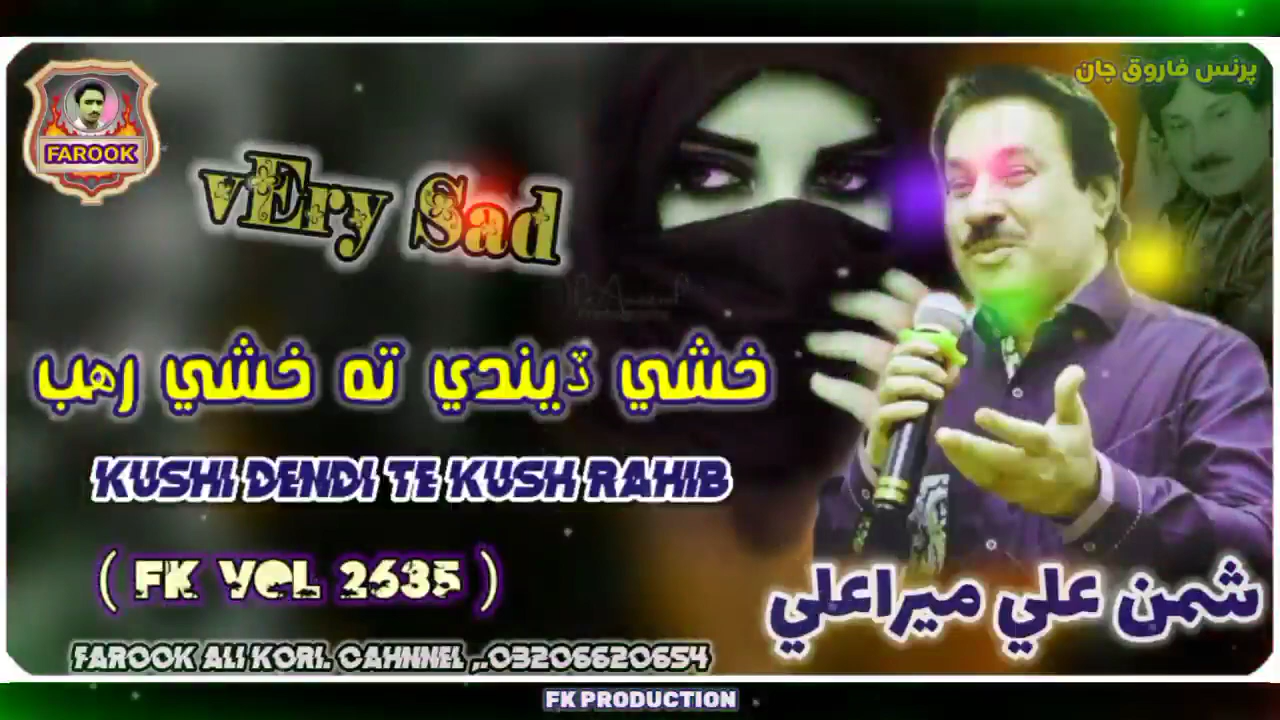 پرنس فاروق جان
FAROOK
vEry Sad
خشي ڏيندي ته خشي رهب
KUSHI DENDI TE KUSH RAHIB
( FK VOL 2635 )
شمن علي ميراعلي
FAROOK ALI KORI. CAHNNEL ,.03206620654
FK PRODUCTION